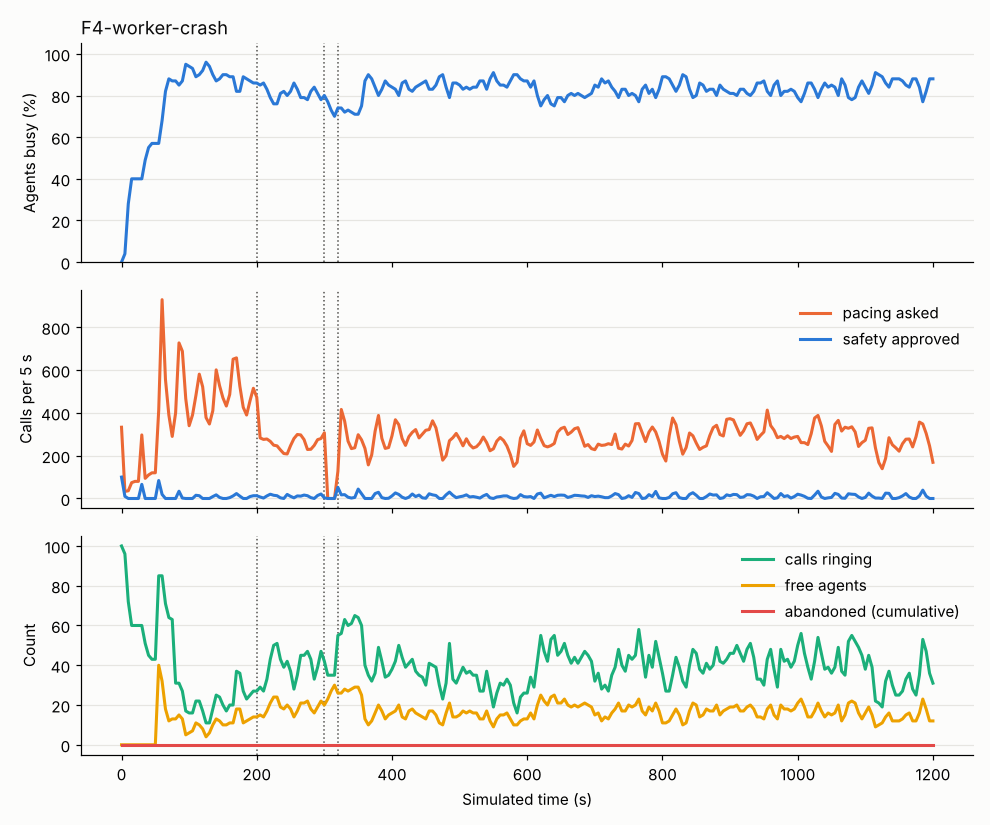 F4-worker-crash
Agents busy (%)
100
80
60
40
20
0
Calls per 5 s
800
600
400
200
0
pacing asked
safety approved
Count
100
80
60
40
20
0
calls ringing
free agents
abandoned (cumulative)
0 200 400 600 800 1000 1200
Simulated time (s)